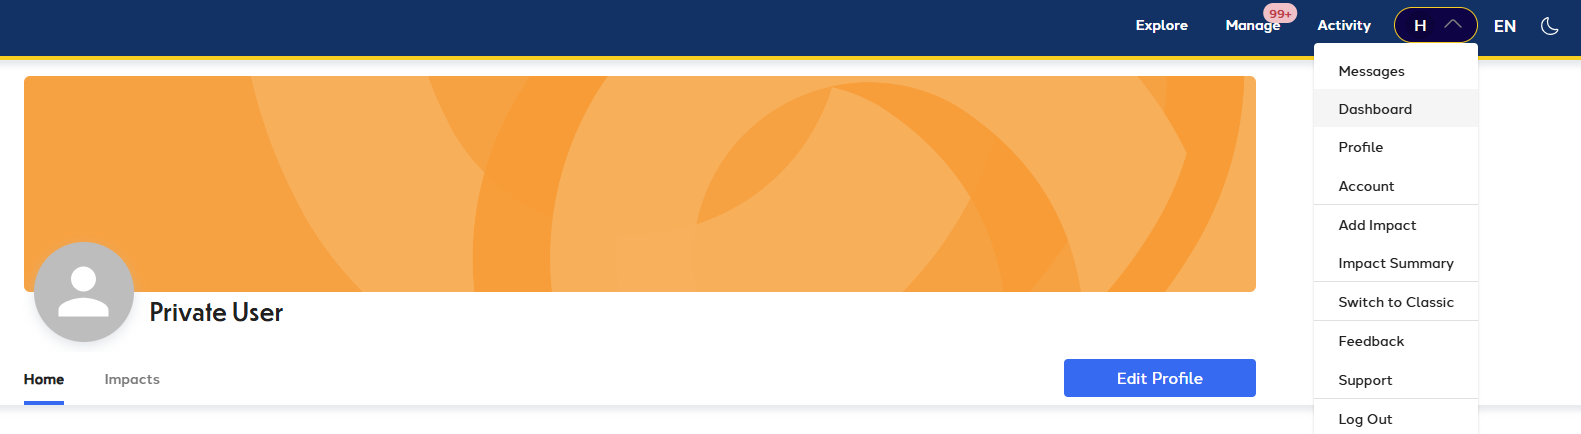 Explore Manage 99+ Activity H EN
Messages
Dashboard
Profile
Account
Add Impact
Impact Summary
Switch to Classic
Feedback
Support
Log Out
Private User
Home Impacts Edit Profile